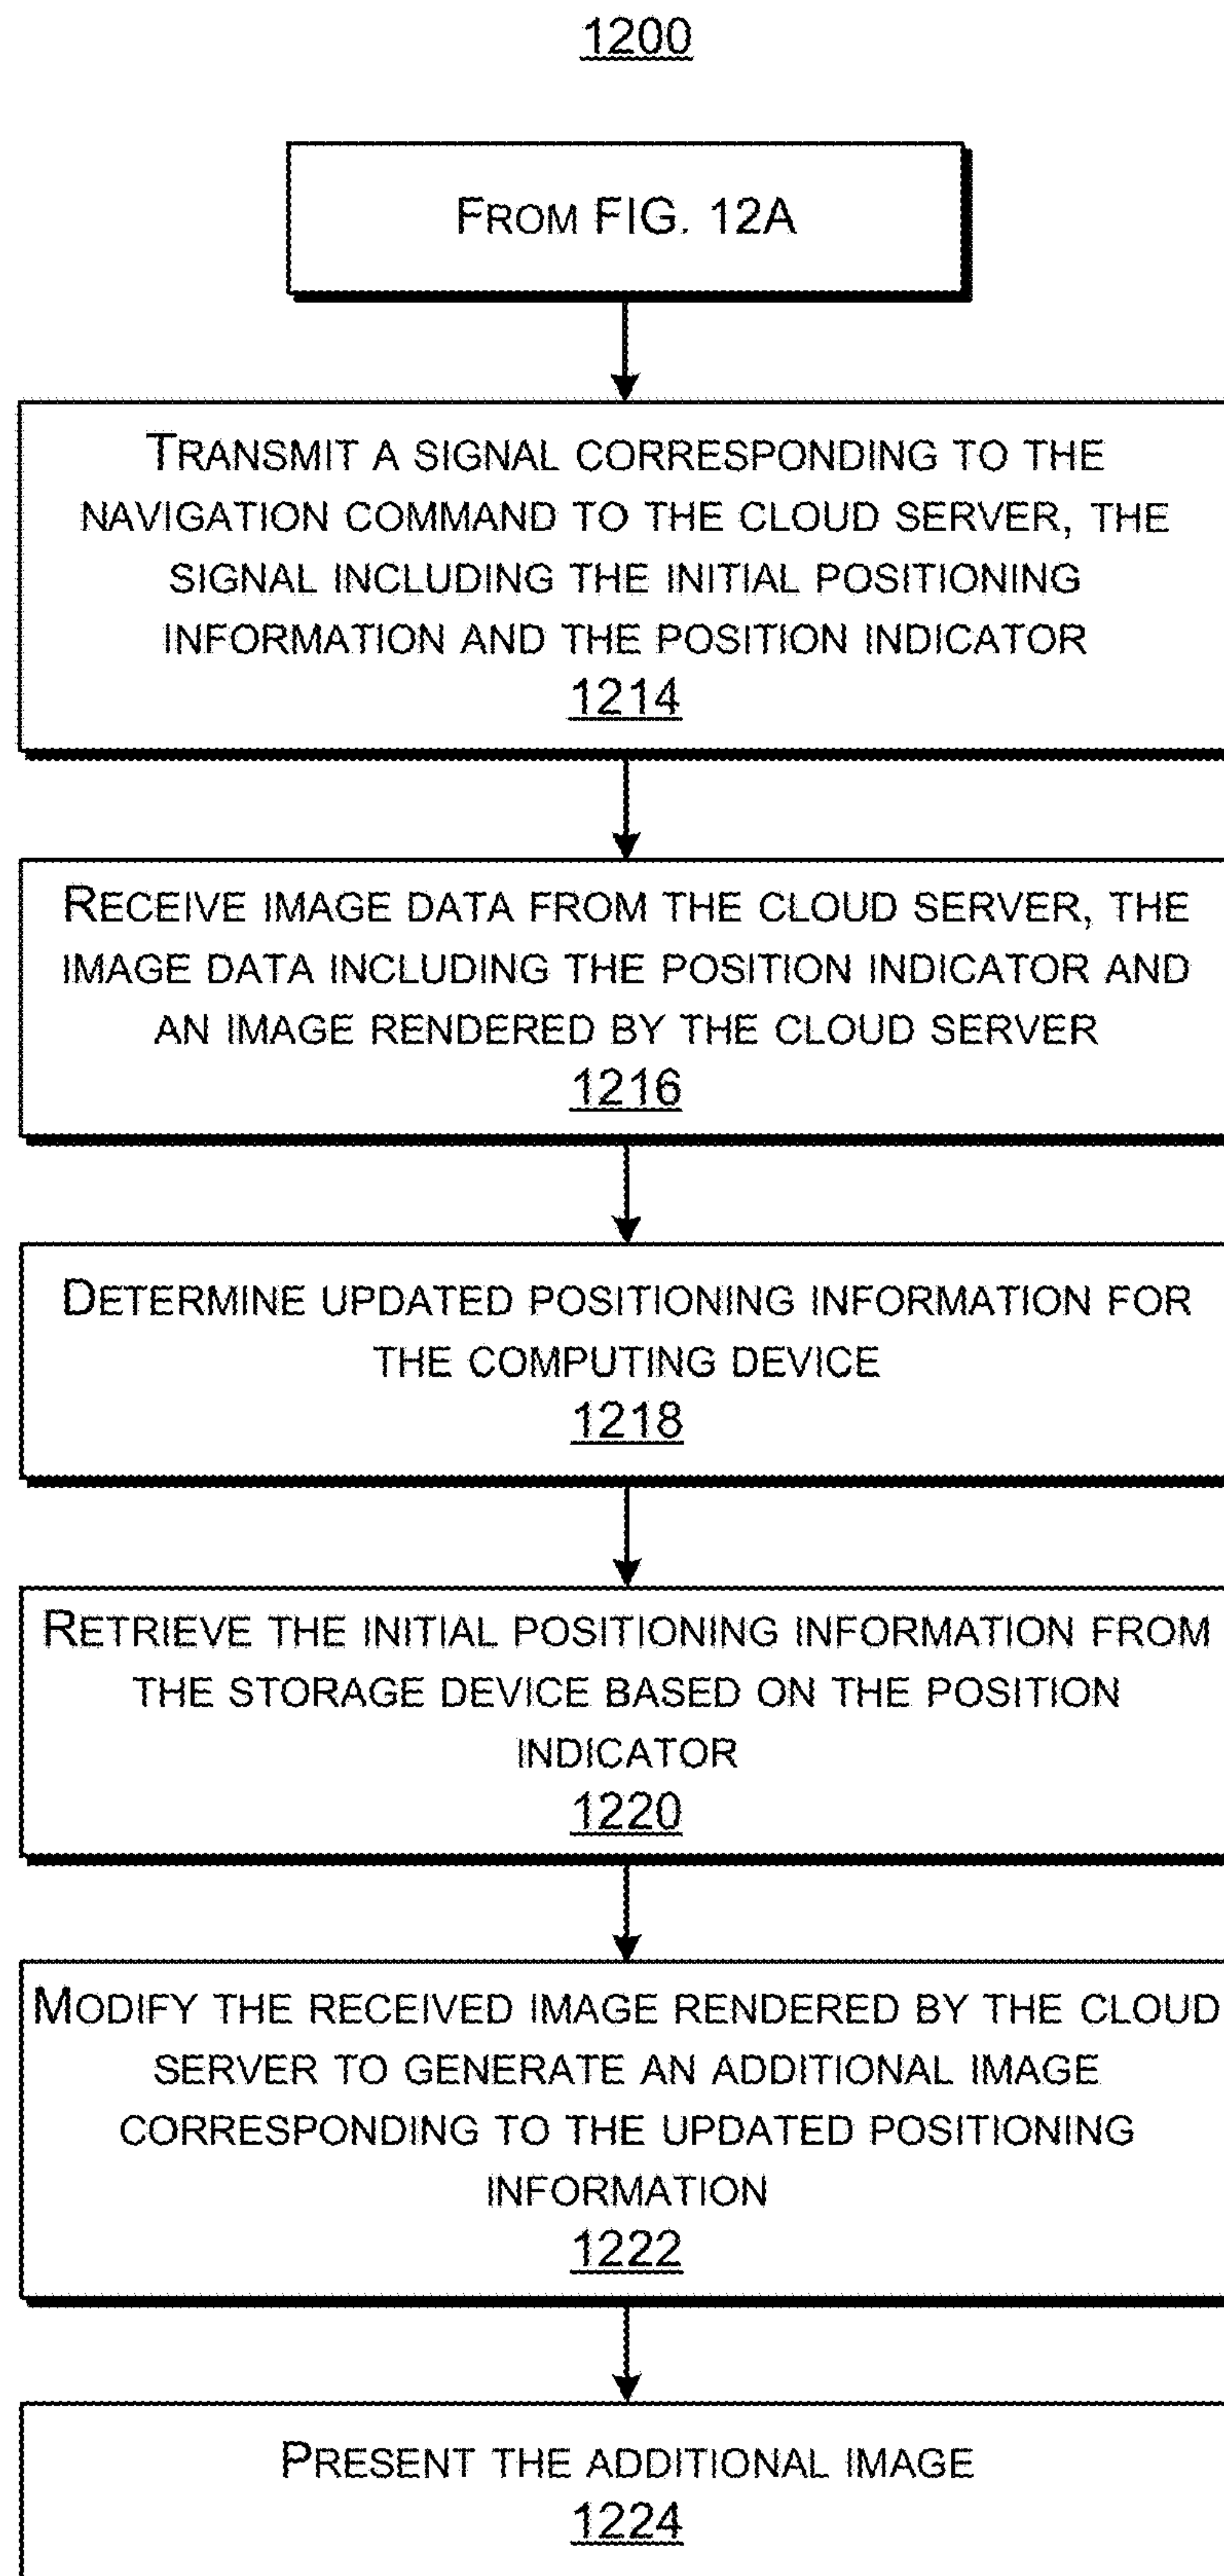 1200
FROM FIG. 12A
TRANSMIT A SIGNAL CORRESPONDING TO THE
NAVIGATION COMMAND TO THE CLOUD SERVER, THE
SIGNAL INCLUDING THE INITIAL POSITIONING
INFORMATION AND THE POSITION INDICATOR
1214
RECEIVE IMAGE DATA FROM THE CLOUD SERVER, THE
IMAGE DATA INCLUDING THE POSITION INDICATOR AND
AN IMAGE RENDERED BY THE CLOUD SERVER
1216
DETERMINE UPDATED POSITIONING INFORMATION FOR
THE COMPUTING DEVICE
1218
RETRIEVE THE INITIAL POSITIONING INFORMATION FROM
THE STORAGE DEVICE BASED ON THE POSITION
INDICATOR
1220
MODIFY THE RECEIVED IMAGE RENDERED BY THE CLOUD
SERVER TO GENERATE AN ADDITIONAL IMAGE
CORRESPONDING TO THE UPDATED POSITIONING
INFORMATION
1222
PRESENT THE ADDITIONAL IMAGE
1224